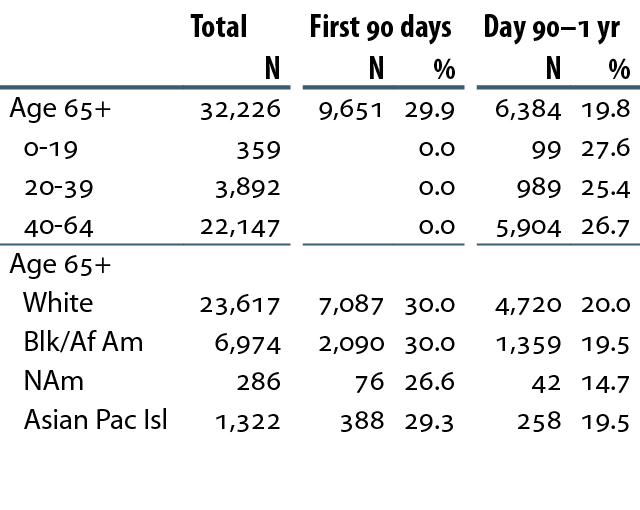 Total First 90 days Day 90–1 yr
N N % N %
Age 65+ 32,226 9,651 29.9 6,384 19.8
0-19 359 0.0 99 27.6
20-39 3,892 0.0 989 25.4
40-64 22,147 0.0 5,904 26.7
Age 65+
White 23,617 7,087 30.0 4,720 20.0
Blk/Af Am 6,974 2,090 30.0 1,359 19.5
NAm 286 76 26.6 42 14.7
Asian Pac Isl 1,322 388 29.3 258 19.5